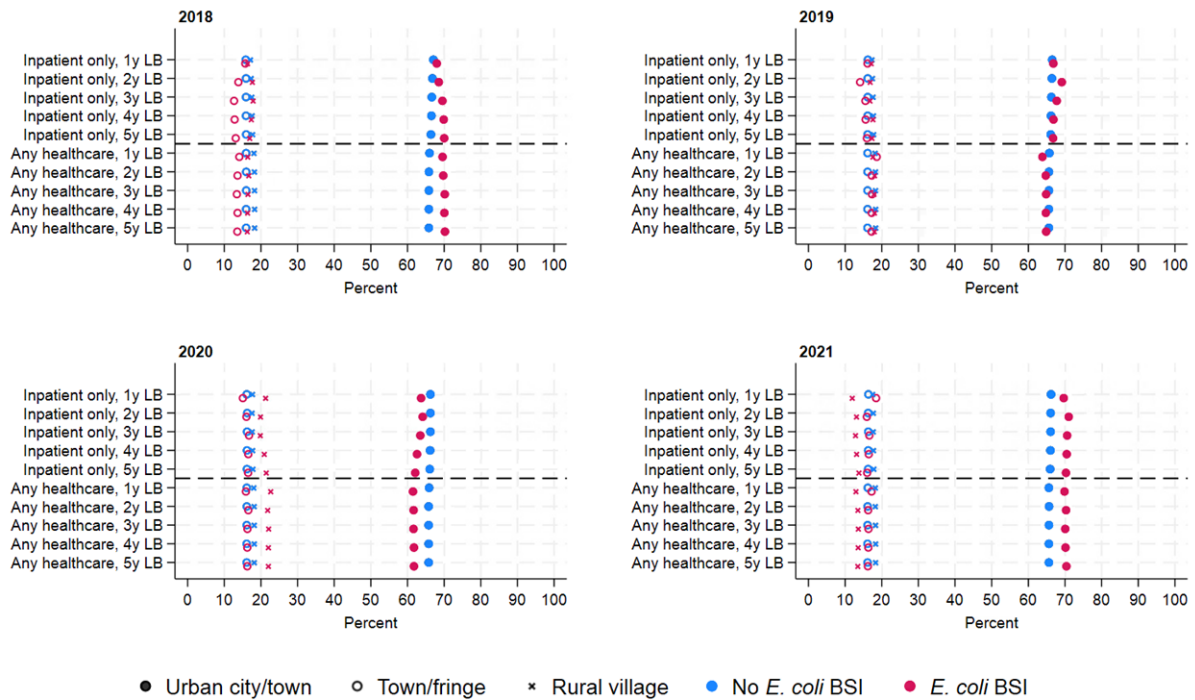 2018
Inpatient only, 1y LB
Inpatient only, 2y LB
Inpatient only, 3y LB
Inpatient only, 4y LB
Inpatient only, 5y LB
Any healthcare, 1y LB
Any healthcare, 2y LB
Any healthcare, 3y LB
Any healthcare, 4y LB
Any healthcare, 5y LB
0 10 20 30 40 50 60 70 80 90 100
Percent
2019
Inpatient only, 1y LB
Inpatient only, 2y LB
Inpatient only, 3y LB
Inpatient only, 4y LB
Inpatient only, 5y LB
Any healthcare, 1y LB
Any healthcare, 2y LB
Any healthcare, 3y LB
Any healthcare, 4y LB
Any healthcare, 5y LB
0 10 20 30 40 50 60 70 80 90 100
Percent
2020
Inpatient only, 1y LB
Inpatient only, 2y LB
Inpatient only, 3y LB
Inpatient only, 4y LB
Inpatient only, 5y LB
Any healthcare, 1y LB
Any healthcare, 2y LB
Any healthcare, 3y LB
Any healthcare, 4y LB
Any healthcare, 5y LB
0 10 20 30 40 50 60 70 80 90 100
Percent
2021
Inpatient only, 1y LB
Inpatient only, 2y LB
Inpatient only, 3y LB
Inpatient only, 4y LB
Inpatient only, 5y LB
Any healthcare, 1y LB
Any healthcare, 2y LB
Any healthcare, 3y LB
Any healthcare, 4y LB
Any healthcare, 5y LB
0 10 20 30 40 50 60 70 80 90 100
Percent
Urban city/town Town/fringe Rural village No E. coli BSI E. coli BSI